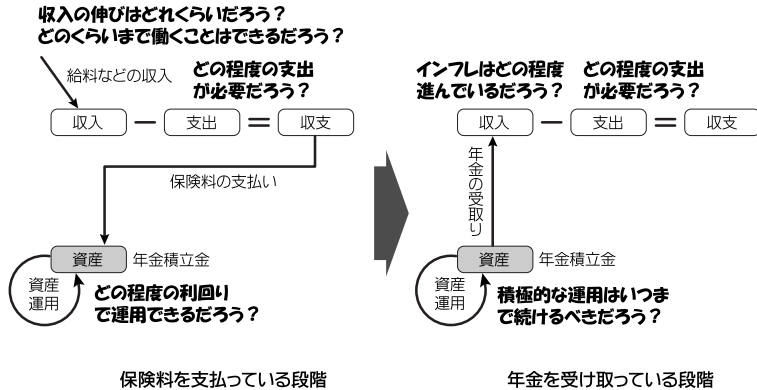 収入の伸びはどれくらいだろう?
どのくらいまで働くことはできるだろう?
給料などの収入
どの程度の支出
が必要だろう?
収入 － 支出 ＝ 収支
保険料の支払い
資産 年金積立金
資産
運用
どの程度の利回り
で運用できるだろう?
保険料を支払っている段階
インフレはどの程度
進んでいるだろう?
どの程度の支出
が必要だろう?
収入 － 支出 ＝ 収支
年金の受取り
資産 年金積立金
資産
運用
積極的な運用はいつま
で続けるべきだろう?
年金を受け取っている段階